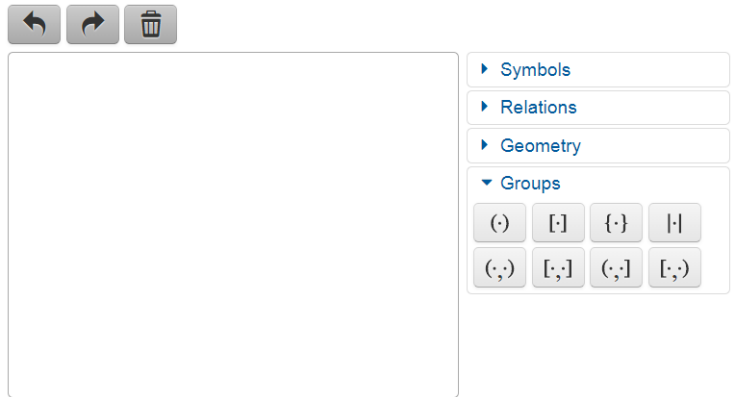 Symbols
Relations
Geometry
Groups
(·) [·] {·} |·|
(·,·) [·,·] (·,·] [·,·)